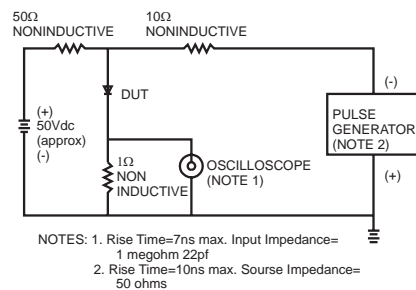 50Ω
NONINDUCTIVE
10Ω
NONINDUCTIVE
DUT
(+)
50Vdc
(approx)
(-)
1Ω
NON
INDUCTIVE
OSCILLOSCOPE
(NOTE 1)
(-)
PULSE
GENERATOR
(NOTE 2)
(+)
NOTES: 1. Rise Time=7ns max. Input Impedance=
1 megohm 22pf
2. Rise Time=10ns max. Sourse Impedance=
50 ohms